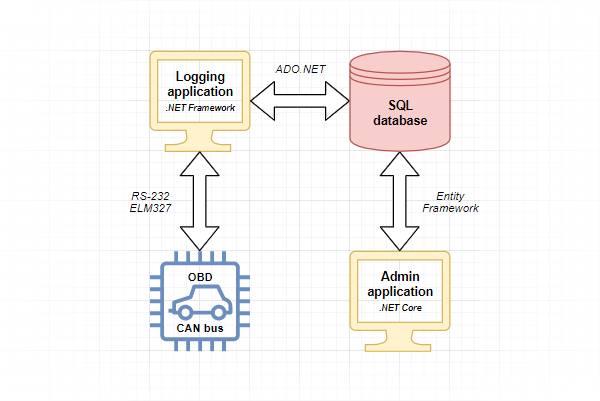 Logging
application
.NET Framework
ADO.NET
SQL
database
RS-232
ELM327
Entity
Framework
OBD
CAN bus
Admin
application
.NET Core